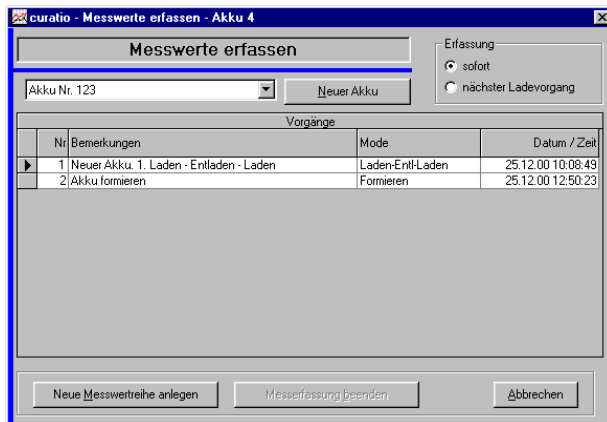 curatio - Messwerte erfassen - Akku 4
Messwerte erfassen
Erfassung
sofort
nächster Ladevorgang
Akku Nr. 123
Neuer Akku
Vorgänge
Nr Bemerkungen Mode Datum / Zeit
1 Neuer Akku. 1. Laden - Entladen - Laden Laden-Entl-Laden 25.12.00 10:08:49
2 Akku formieren Formieren 25.12.00 12:50:23
Neue Messwertreihe anlegen Messerfassung beenden Abbrechen